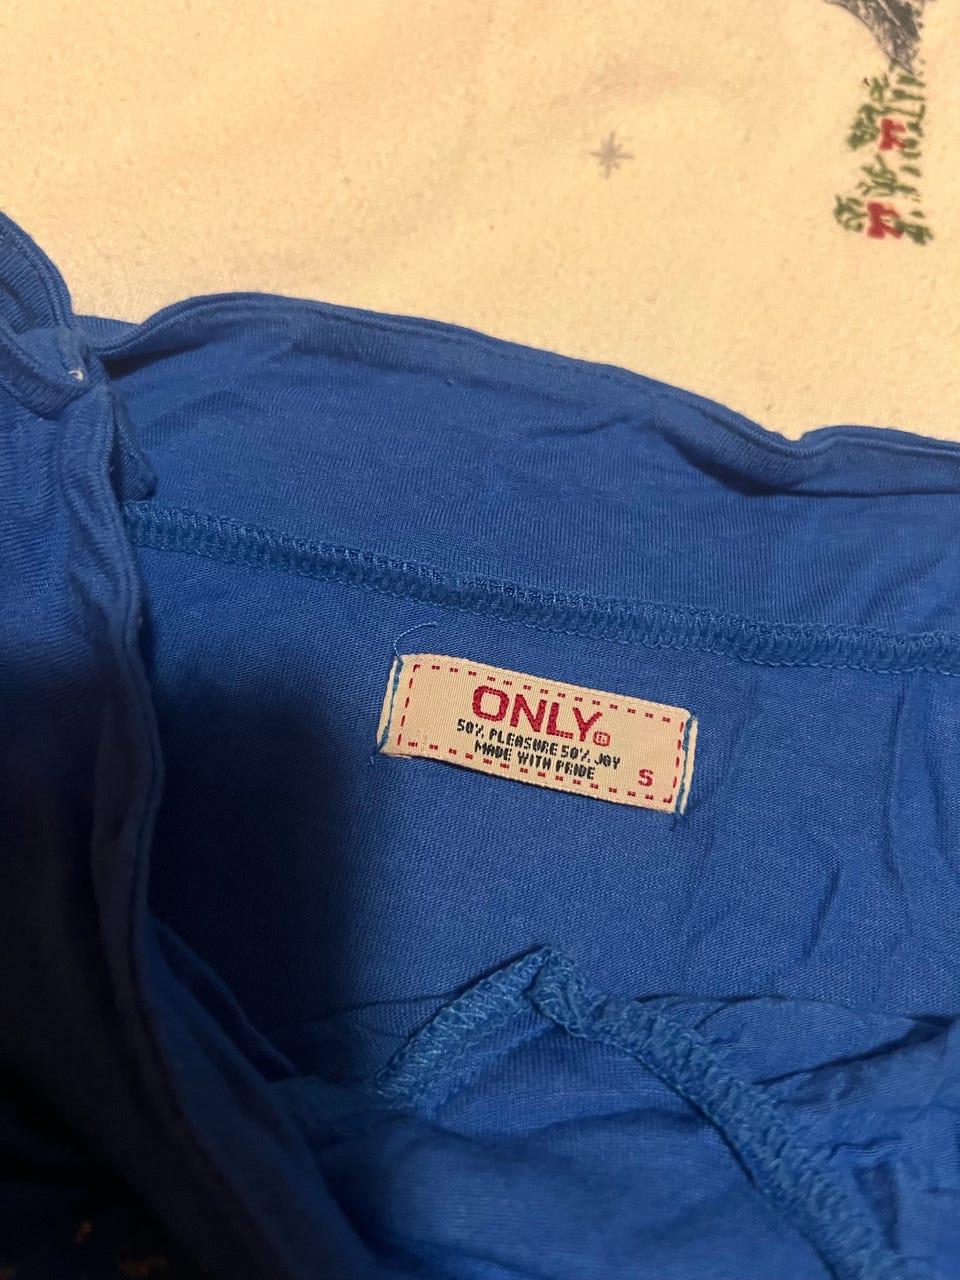 ONLY®
50% PLEASURE 50% JOY
MADE WITH PRIDE
S